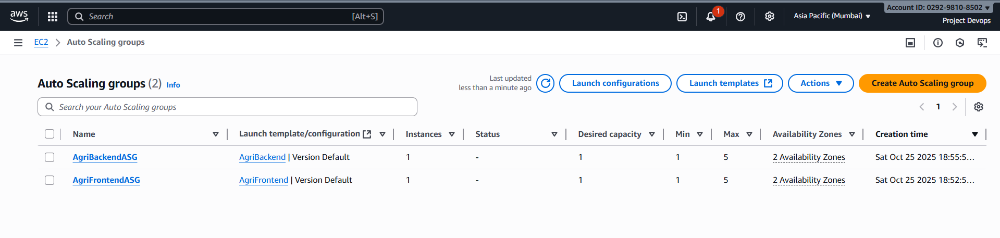 aws
Search [Alt+S]
1
Asia Pacific (Mumbai)
Account ID: 0292-9810-8502
Project Devops
EC2 > Auto Scaling groups
Auto Scaling groups (2) Info
Last updated
less than a minute ago
Launch configurations
Launch templates
Actions
Create Auto Scaling group
Search your Auto Scaling groups
1
Name Launch template/configuration Instances Status Desired capacity Min Max Availability Zones Creation time
AgriBackendASG AgriBackend | Version Default 1 - 1 1 5 2 Availability Zones Sat Oct 25 2025 18:55:5...
AgriFrontendASG AgriFrontend | Version Default 1 - 1 1 5 2 Availability Zones Sat Oct 25 2025 18:52:5...